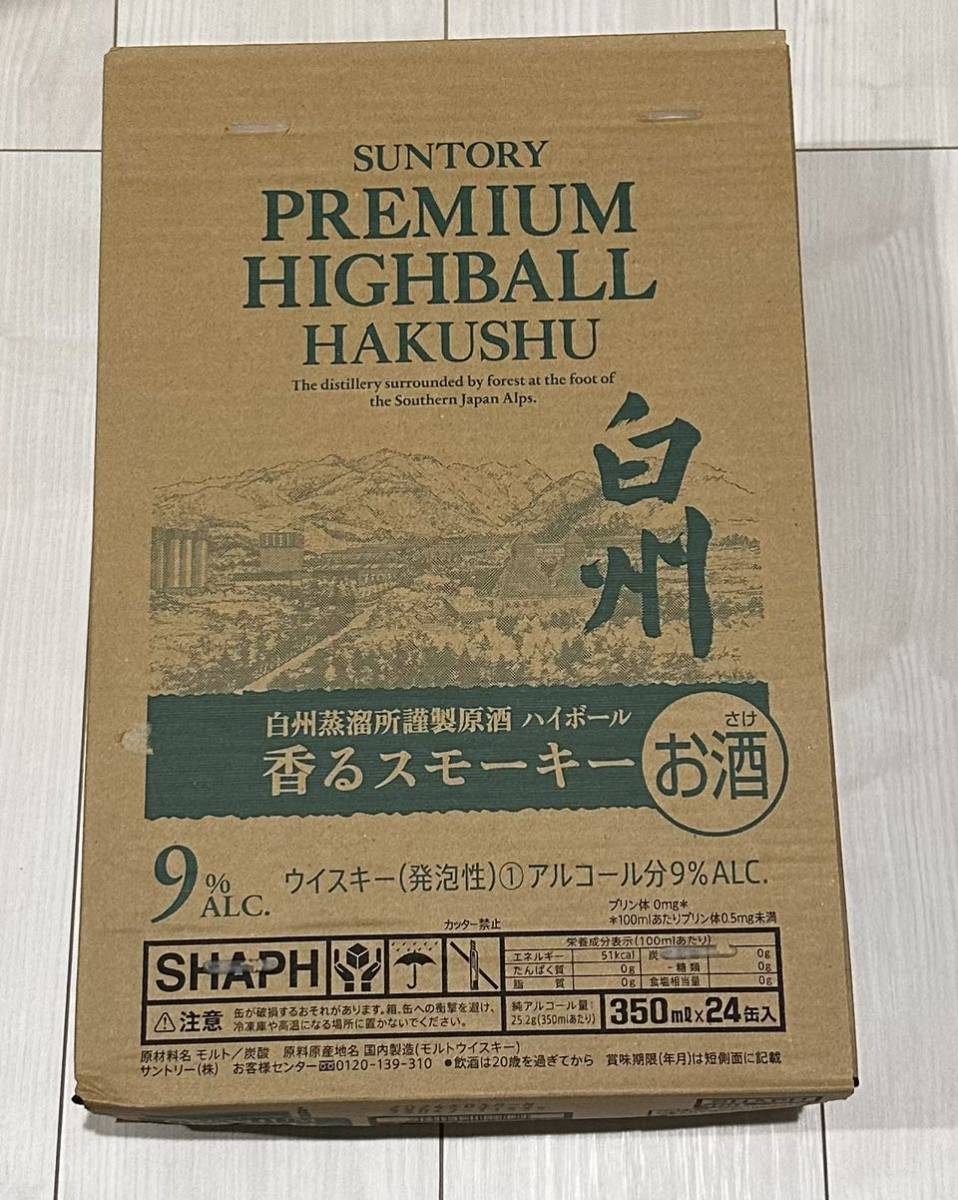 SUNTORY
PREMIUM
HIGHBALL
HAKUSHU
The distillery surrounded by forest at the foot of
the Southern Japan Alps.
白州
白州蒸溜所謹製原酒 ハイボール
香るスモーキー
さけ
お酒
9% ALC.
ウイスキー(発泡性)①アルコール分9%ALC.
プリン体 0mg*
*100mlあたりプリン体0.5mg未満
カッター禁止
SHAPH
栄養成分表示(100mlあたり)
エネルギー 51kcal 炭 0g
たんぱく質 0g -糖類 0g
脂質 0g 食塩相当量 0g
⚠注意 缶が破損するおそれがあります。箱、缶への衝撃を避け、
冷凍庫や高温になる場所に置かないでください。
純アルコール量:
25.2g(350mlあたり)
350ml×24缶入
原材料名 モルト/炭酸 原料原産地名 国内製造(モルトウイスキー)
サントリー(株) お客様センター 0120-139-310 ●飲酒は20歳を過ぎてから 賞味期限(年月)は短側面に記載
SHAPH